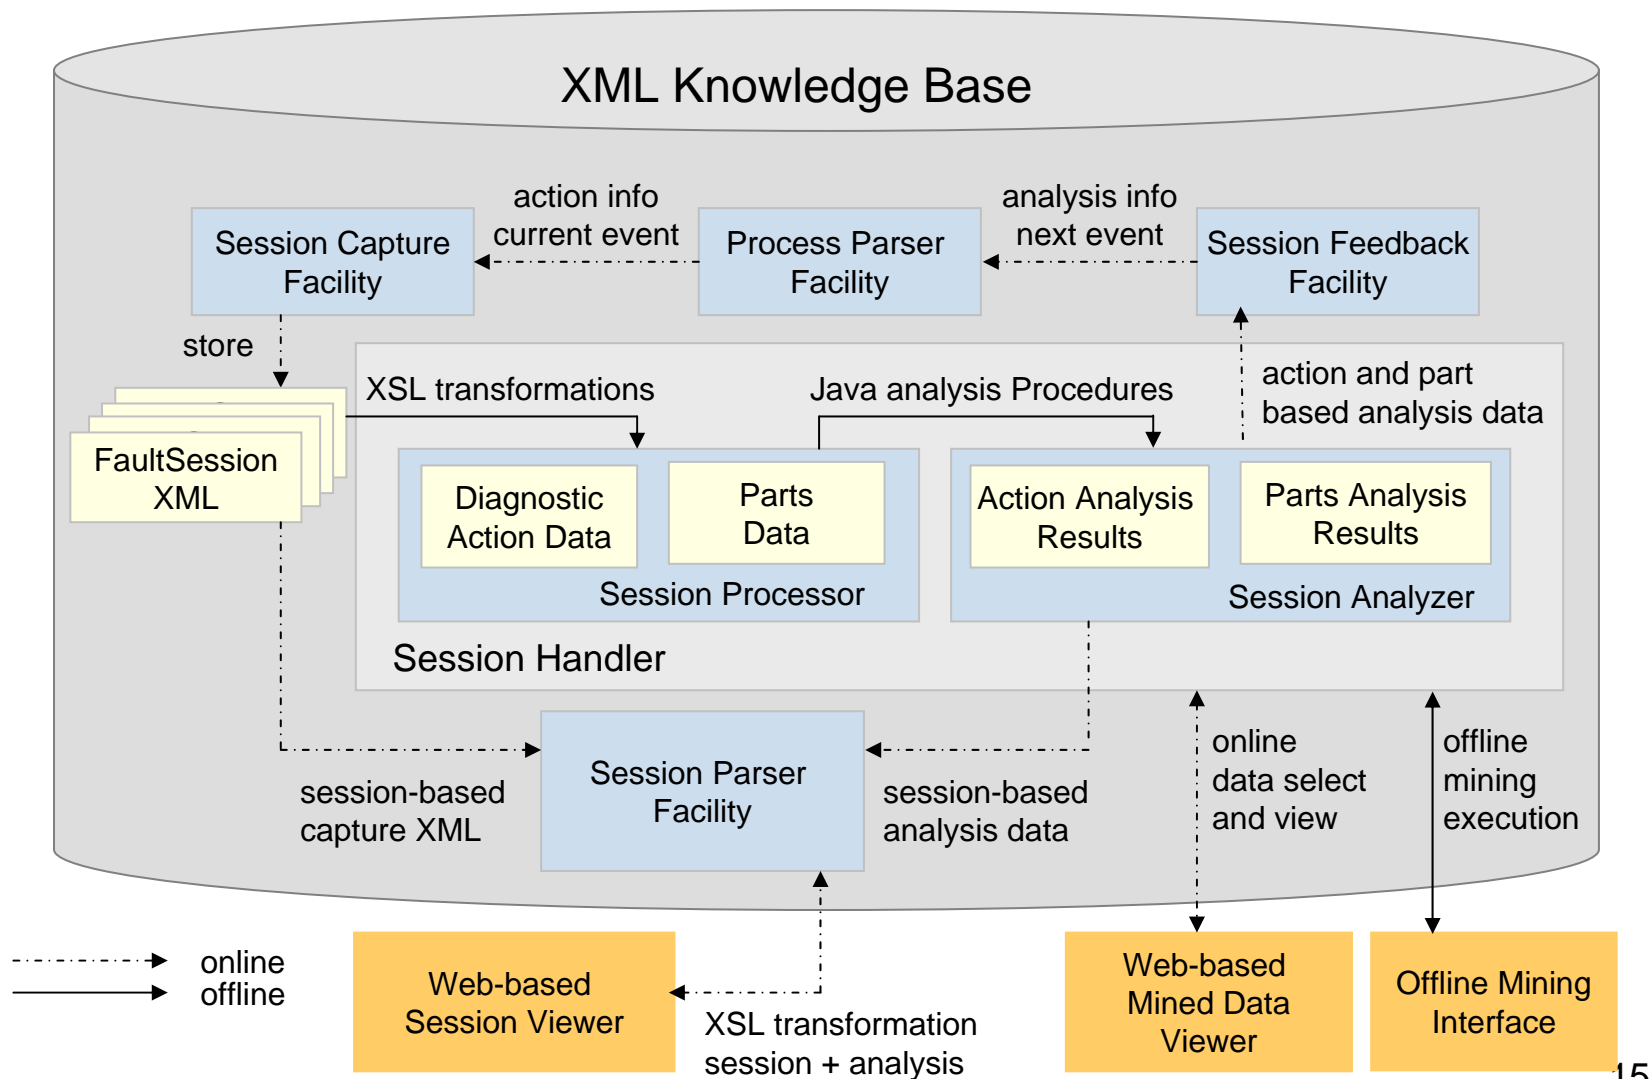 XML Knowledge Base
action info
current event
analysis info
next event
Session Capture
Facility
Process Parser
Facility
Session Feedback
Facility
store
XSL transformations
Java analysis Procedures
action and part
based analysis data
FaultSession
XML
Diagnostic
Action Data
Parts
Data
Session Processor
Action Analysis
Results
Parts Analysis
Results
Session Analyzer
Session Handler
session-based
capture XML
Session Parser
Facility
session-based
analysis data
online
data select
and view
offline
mining
execution
online
offline
Web-based
Session Viewer
XSL transformation
session + analysis
Web-based
Mined Data
Viewer
Offline Mining
Interface
15